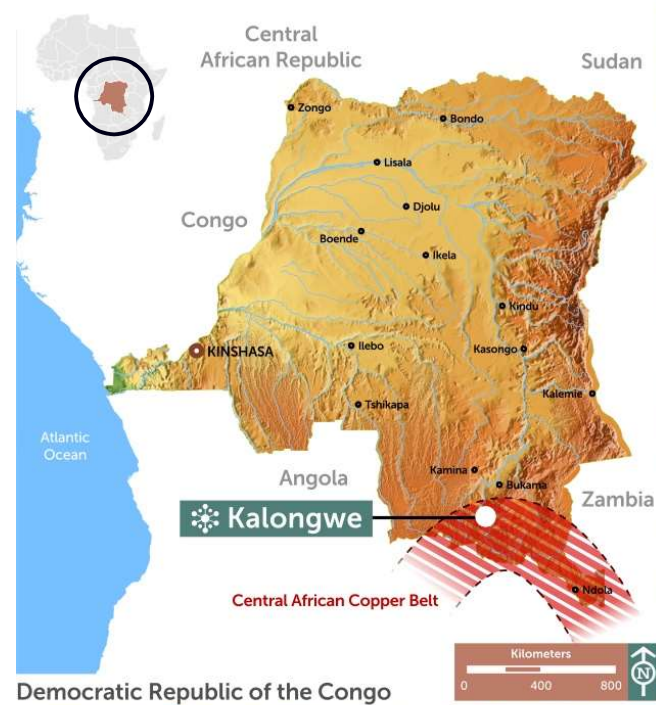 Central
African Republic
Sudan
Zongo
Bondo
Lisala
Djolu
Congo
Boende
Ikela
Kindu
KINSHASA
Ilebo
Kasongo
Kalemie
Tshikapa
Atlantic
Ocean
Angola
Kamina
Bukama
Zambia
Kalongwe
Ndola
Central African Copper Belt
Kilometers
0 400 800
N
Democratic Republic of the Congo